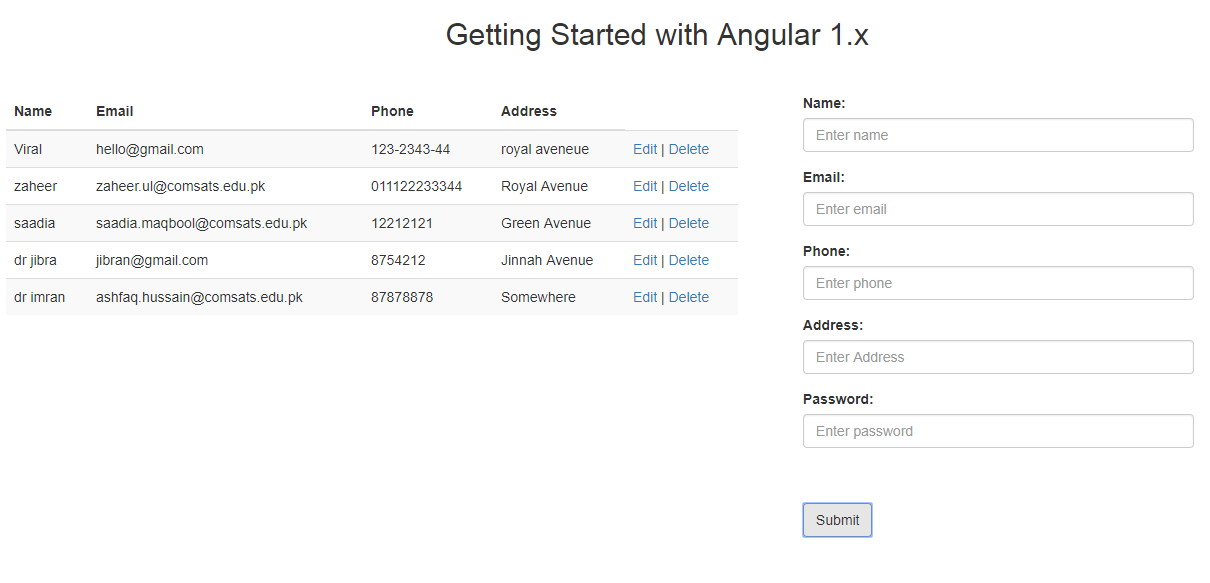 Getting Started with Angular 1.x
Name Email Phone Address
Viral hello@gmail.com 123-2343-44 royal aveneue Edit | Delete
zaheer zaheer.ul@comsats.edu.pk 011122233344 Royal Avenue Edit | Delete
saadia saadia.maqbool@comsats.edu.pk 12212121 Green Avenue Edit | Delete
dr jibra jibran@gmail.com 8754212 Jinnah Avenue Edit | Delete
dr imran ashfaq.hussain@comsats.edu.pk 87878878 Somewhere Edit | Delete
Name:
Enter name
Email:
Enter email
Phone:
Enter phone
Address:
Enter Address
Password:
Enter password
Submit